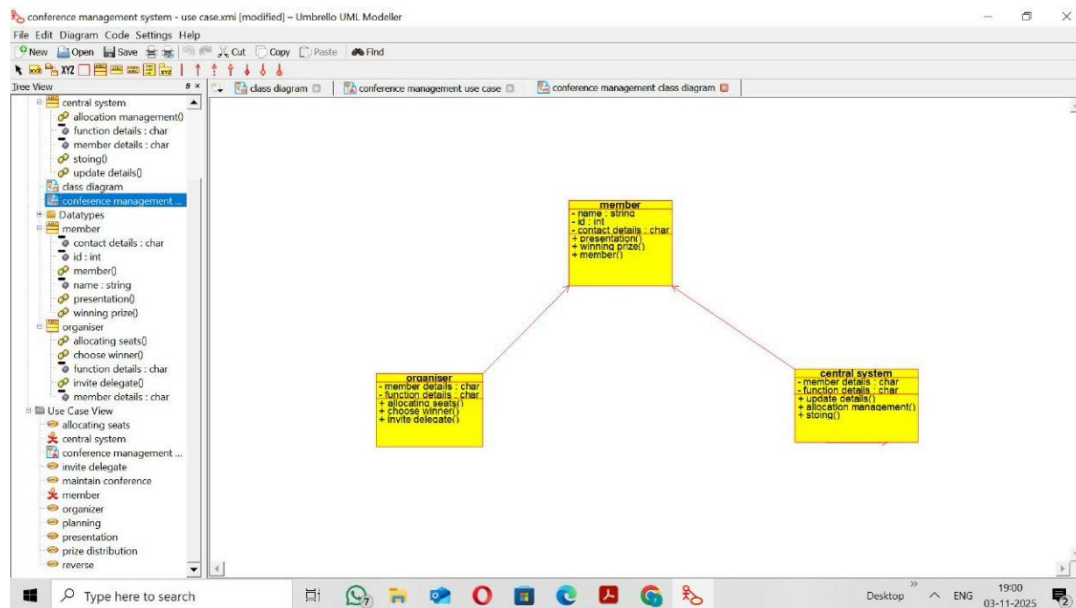 conference management system - use case.xmi [modified] – Umbrello UML Modeller
File Edit Diagram Code Settings Help
New Open Save Cut Copy Paste Find
XYZ
Tree View
class diagram conference management use case conference management class diagram
central system
allocation management()
function details : char
member details : char
stoing()
update details()
class diagram
conference management ...
Datatypes
member
contact details : char
id : int
member()
name : string
presentation()
winning prize()
organiser
allocating seats()
choose winner()
function details : char
invite delegate()
member details : char
Use Case View
allocating seats
central system
conference management ...
invite delegate
maintain conference
member
organizer
planning
presentation
prize distribution
reverse
member
- name : string
- id : int
- contact details : char
+ presentation()
+ winning prize()
+ member()
organiser
- member details : char
- function details : char
+ allocating seats()
+ choose winner()
+ invite delegate()
central system
- member details : char
- function details : char
+ update details()
+ allocation management()
+ stoing()
Type here to search
Desktop
ENG
19:00
03-11-2025